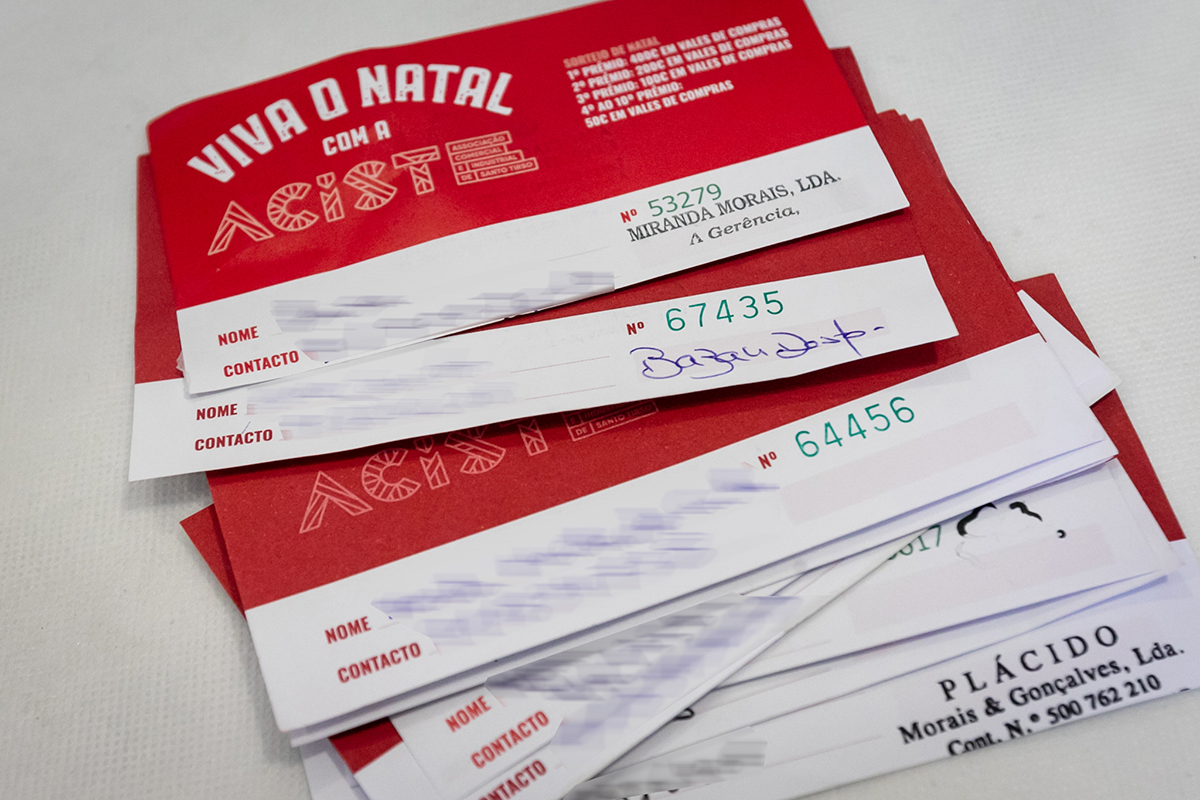 VIVA O NATAL
COM A
ACISTE
ASSOCIAÇÃO
COMERCIAL
E INDUSTRIAL
DE SANTO TIRSO
SORTEIO DE NATAL
1º PRÉMIO: 400€ EM VALES DE COMPRAS
2º PRÉMIO: 200€ EM VALES DE COMPRAS
3º PRÉMIO: 100€ EM VALES DE COMPRAS
4º AO 10º PRÉMIO:
50€ EM VALES DE COMPRAS
Nº 53279
MIRANDA MORAIS, LDA.
A Gerência,
NOME
CONTACTO
Nº 67435
NOME
CONTACTO
ACIST
DE SANTO TIRSO
Nº 64456
NOME
CONTACTO
NOME
CONTACTO
CONTACTO
PLÁCIDO
Morais & Gonçalves, Lda.
Cont. N.º 500 762 210